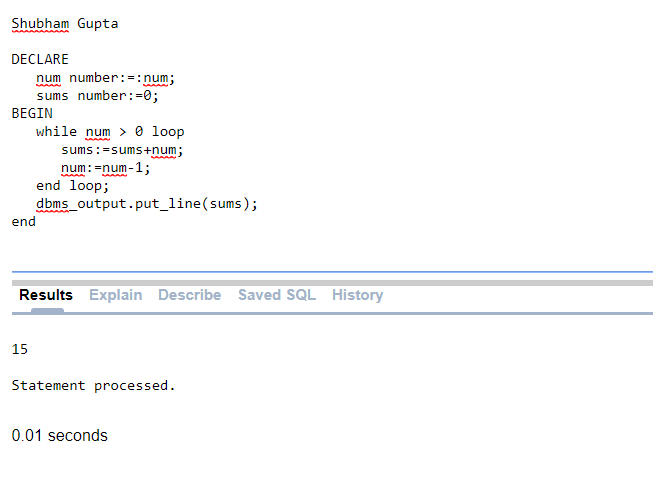 Shubham Gupta
DECLARE
num number:=:num;
sums number:=0;
BEGIN
while num > 0 loop
sums:=sums+num;
num:=num-1;
end loop;
dbms_output.put_line(sums);
end
Results Explain Describe Saved SQL History
15
Statement processed.
0.01 seconds